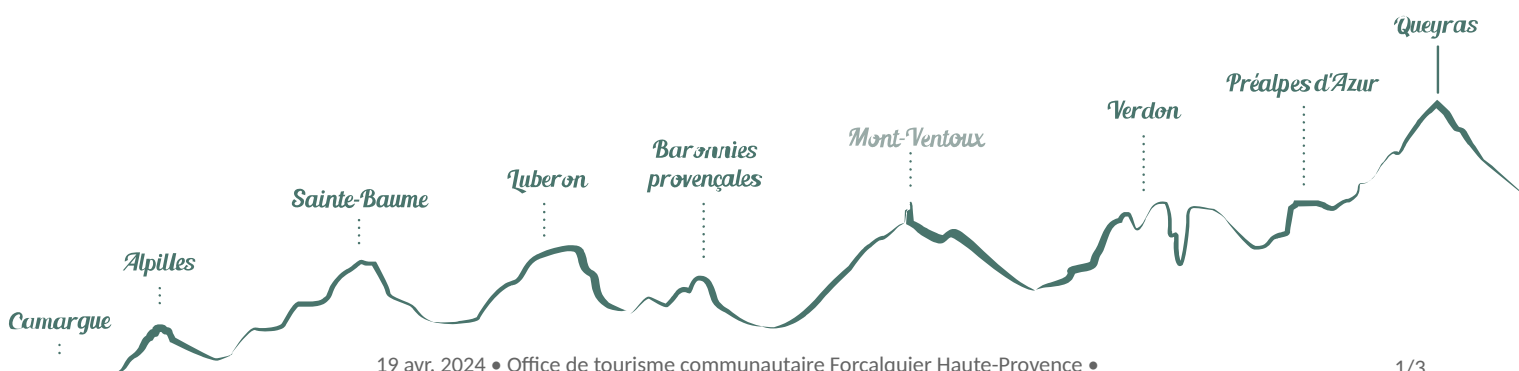 Queyras
Préalpes d'Azur
Verdon
Mont-Ventoux
Baronnies
provençales
Luberon
Sainte-Baume
Alpilles
Camargue
19 avr. 2024 • Office de tourisme communautaire Forcalquier Haute-Provence •
1/3